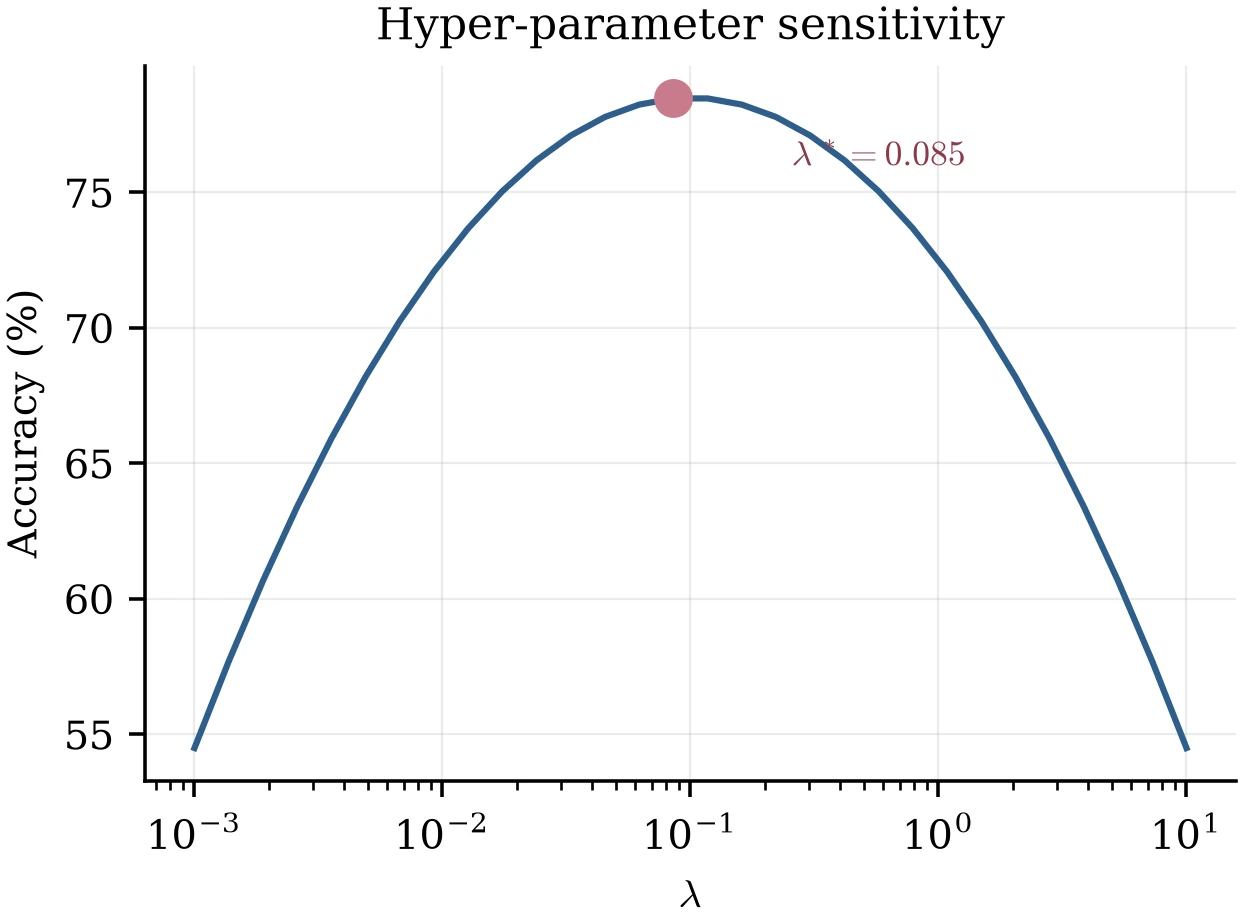 Hyper-parameter sensitivity
λ* = 0.085
Accuracy (%)
75
70
65
60
55
10⁻³ 10⁻² 10⁻¹ 10⁰ 10¹
λ